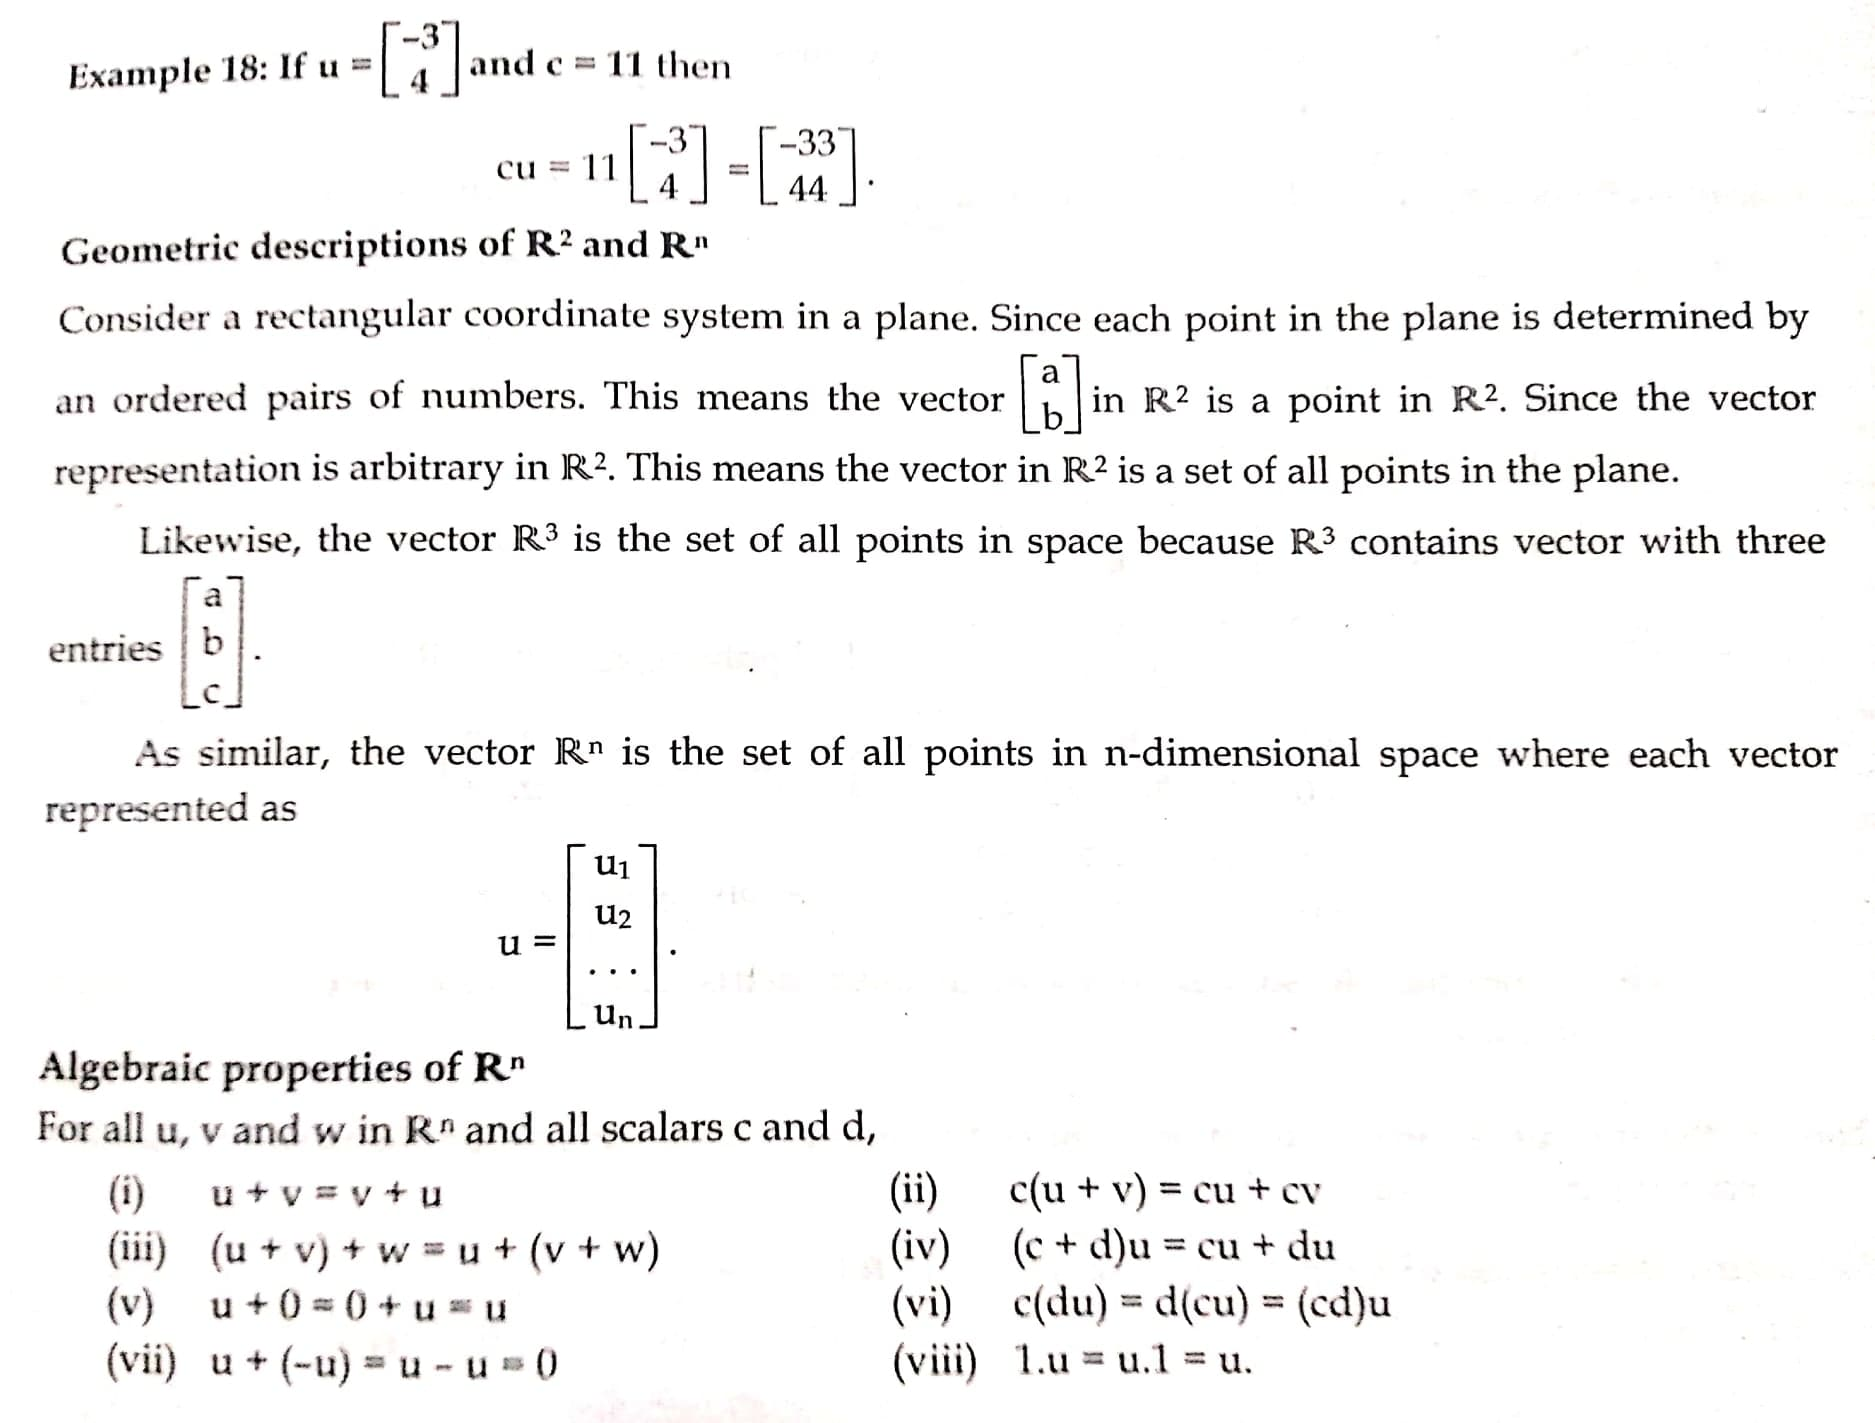 Example 18: If u = [-3 4] and c = 11 then
cu = 11 [-3 4] = [-33 44].
Geometric descriptions of R² and Rⁿ
Consider a rectangular coordinate system in a plane. Since each point in the plane is determined by
an ordered pairs of numbers. This means the vector [a b] in ℝ² is a point in ℝ². Since the vector
representation is arbitrary in ℝ². This means the vector in ℝ² is a set of all points in the plane.
Likewise, the vector ℝ³ is the set of all points in space because ℝ³ contains vector with three
entries [a b c].
As similar, the vector ℝⁿ is the set of all points in n-dimensional space where each vector
represented as
u = [u₁ u₂ ... uₙ].
Algebraic properties of Rⁿ
For all u, v and w in ℝⁿ and all scalars c and d,
(i) u + v = v + u (ii) c(u + v) = cu + cv
(iii) (u + v) + w = u + (v + w) (iv) (c + d)u = cu + du
(v) u + 0 = 0 + u = u (vi) c(du) = d(cu) = (cd)u
(vii) u + (-u) = u - u = 0 (viii) 1.u = u.1 = u.